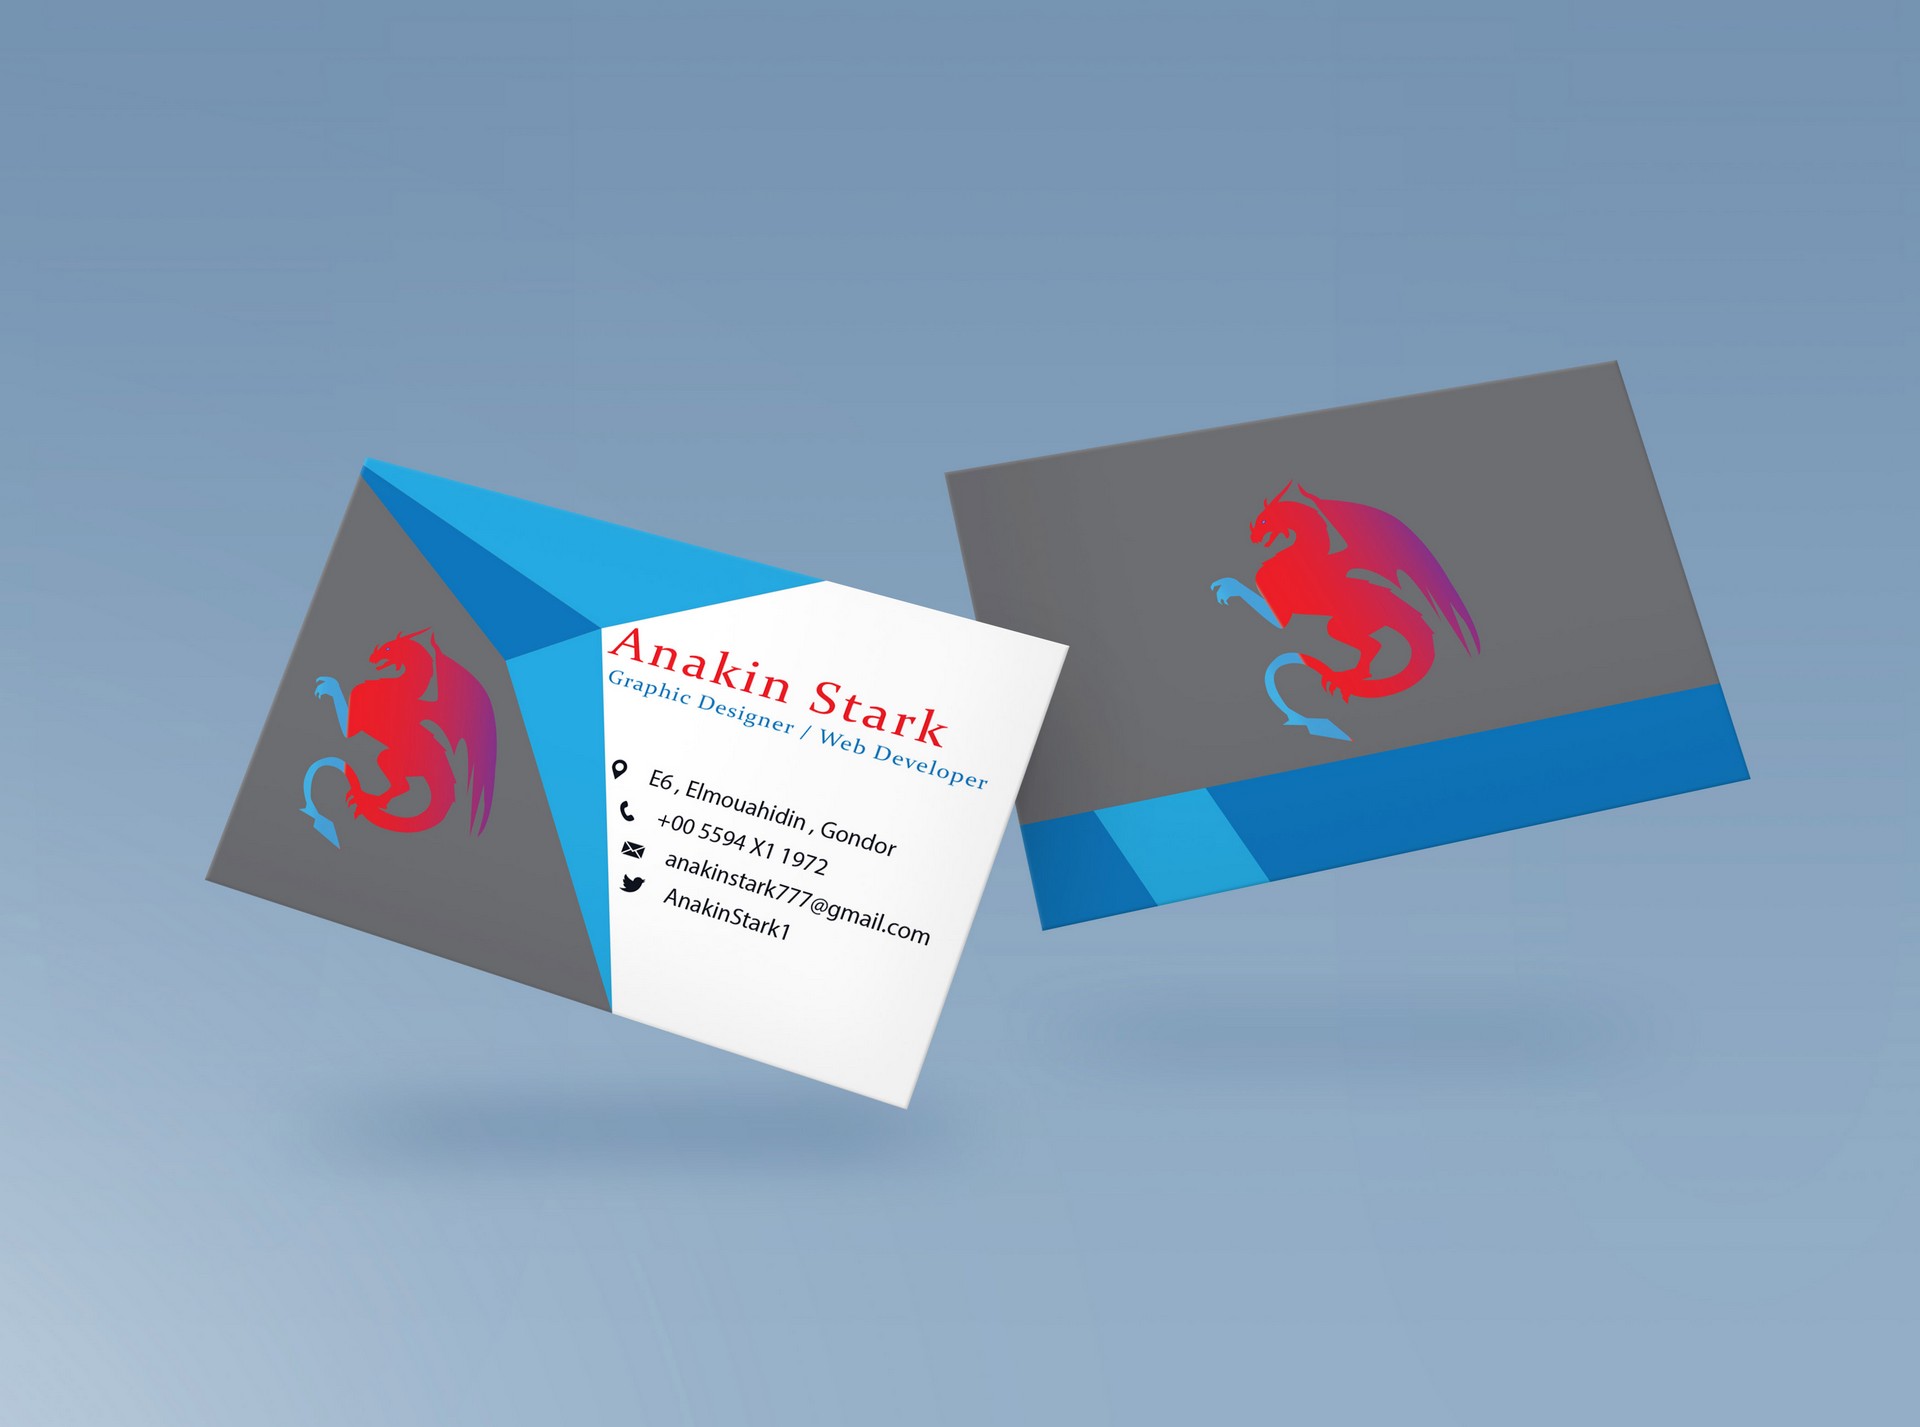 Anakin Stark
Graphic Designer / Web Developer
E6 , Elmouahidin , Gondor
+00 5594 X1 1972
anakinstark777@gmail.com
AnakinStark1